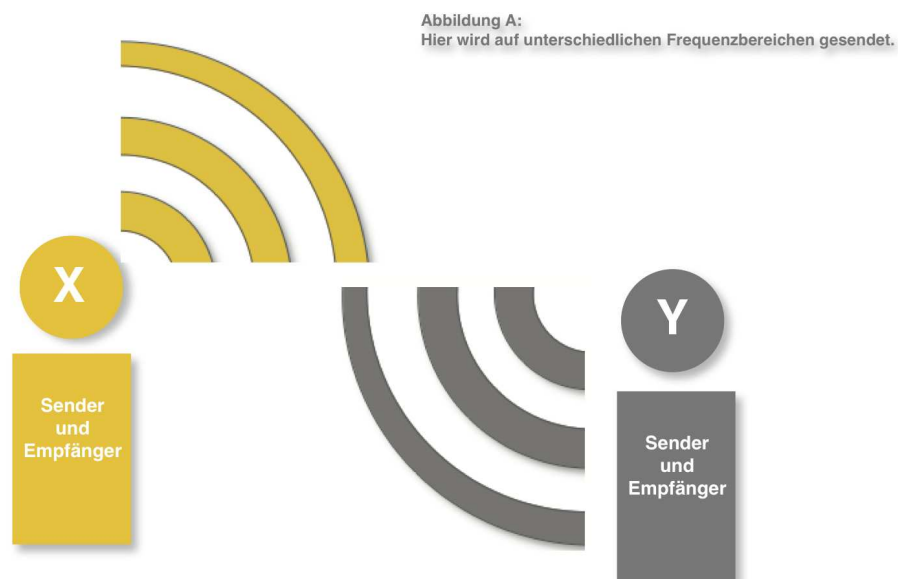 Abbildung A:
Hier wird auf unterschiedlichen Frequenzbereichen gesendet.
X
Sender
und
Empfänger
Y
Sender
und
Empfänger